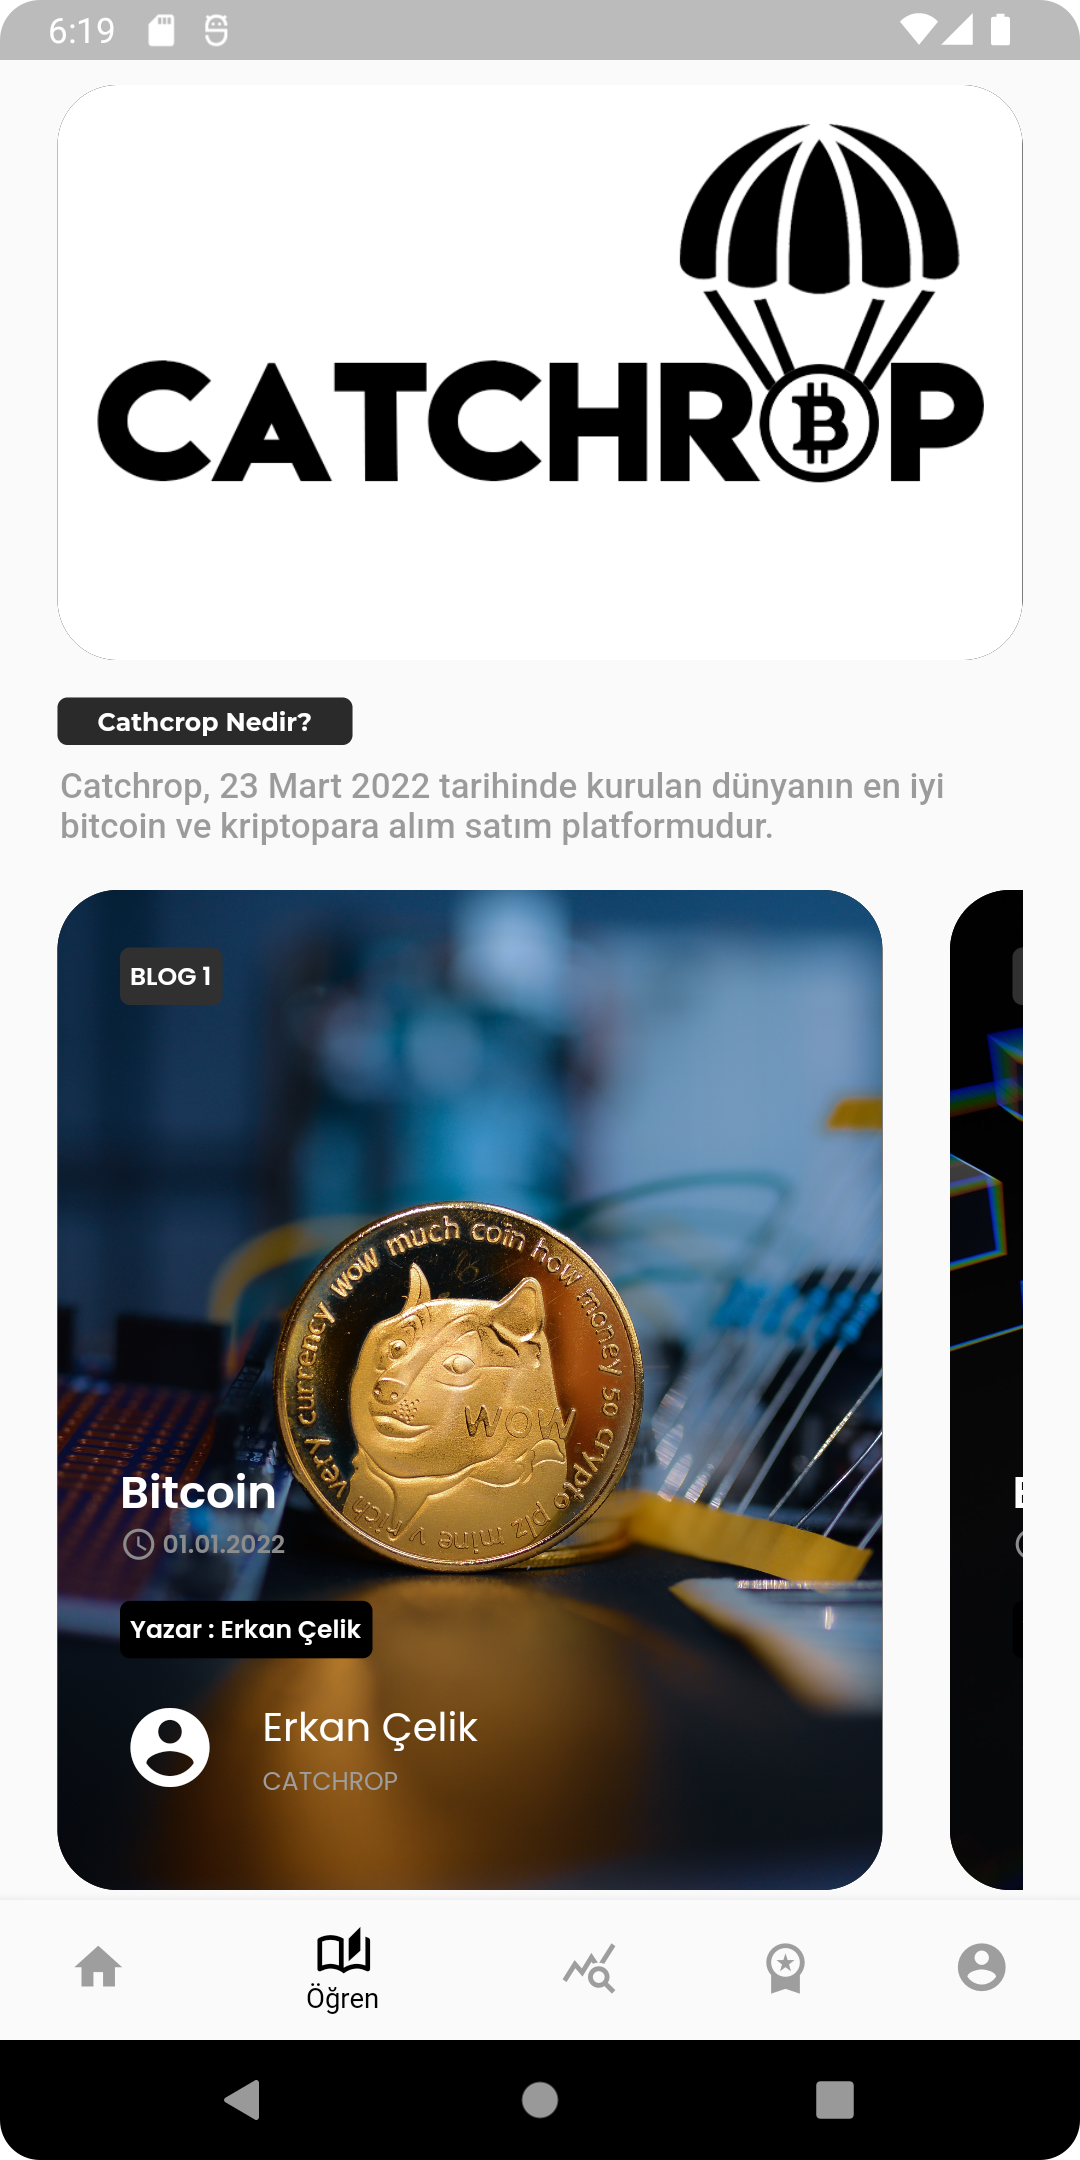 6:19
CATCHROP
Cathcrop Nedir?
Catchrop, 23 Mart 2022 tarihinde kurulan dünyanın en iyi
bitcoin ve kriptopara alım satım platformudur.
BLOG 1
very currency wow much coin how money so crypto plz mine v rich
WOW
Bitcoin
01.01.2022
Yazar : Erkan Çelik
Erkan Çelik
CATCHROP
Öğren